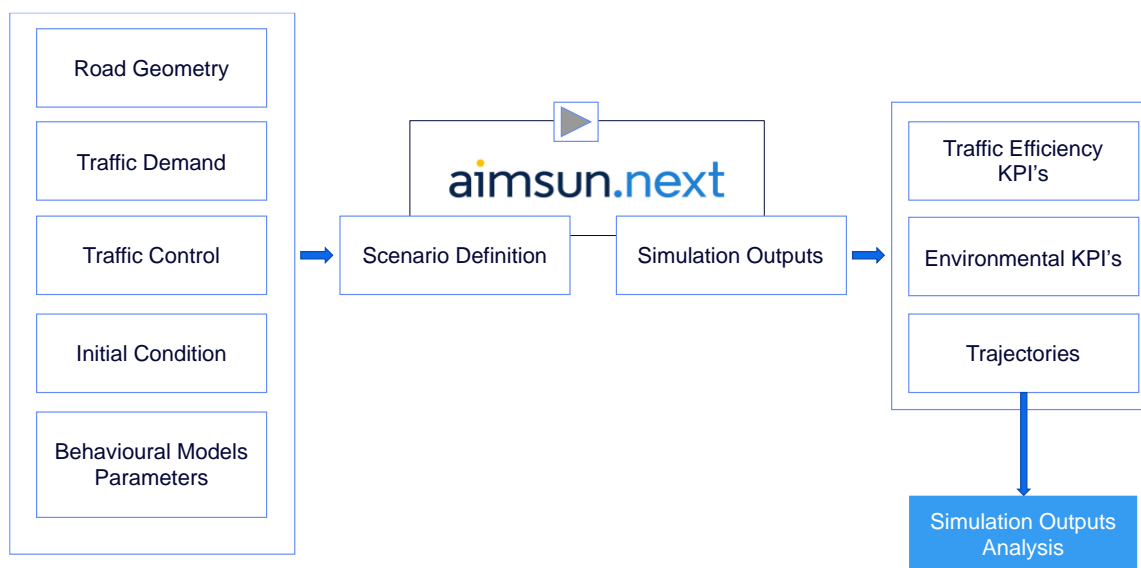 Road Geometry
Traffic Demand
Traffic Control
Initial Condition
Behavioural Models
Parameters
aimsun.next
Scenario Definition
Simulation Outputs
Traffic Efficiency
KPI's
Environmental KPI's
Trajectories
Simulation Outputs
Analysis